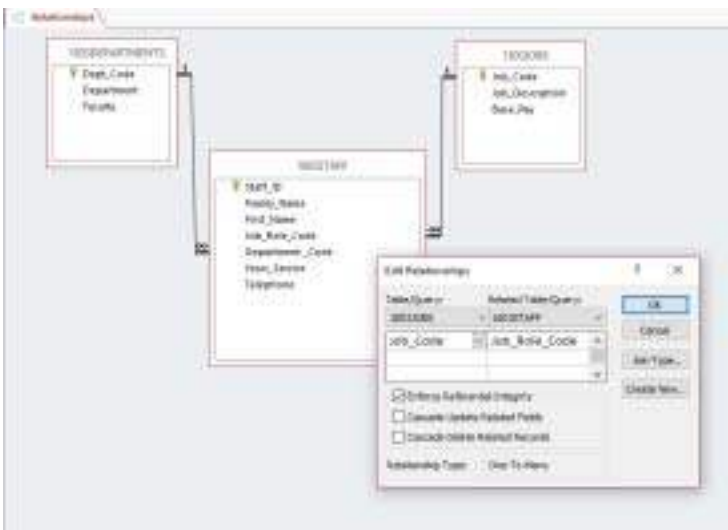 Relationships
Dept_Code
Department
Faculty
Job_Code
Job_Description
Base_Pay
Staff_ID
Family_Name
First_Name
Job_Role_Code
Department_Code
Years_Service
Telephone
Edit Relationships
? ×
Table/Query: Related Table/Query:
Job_Code Job_Role_Code
Enforce Referential Integrity
Cascade Update Related Fields
Cascade Delete Related Records
Relationship Type: One-To-Many
OK
Cancel
Join Type..
Create New..